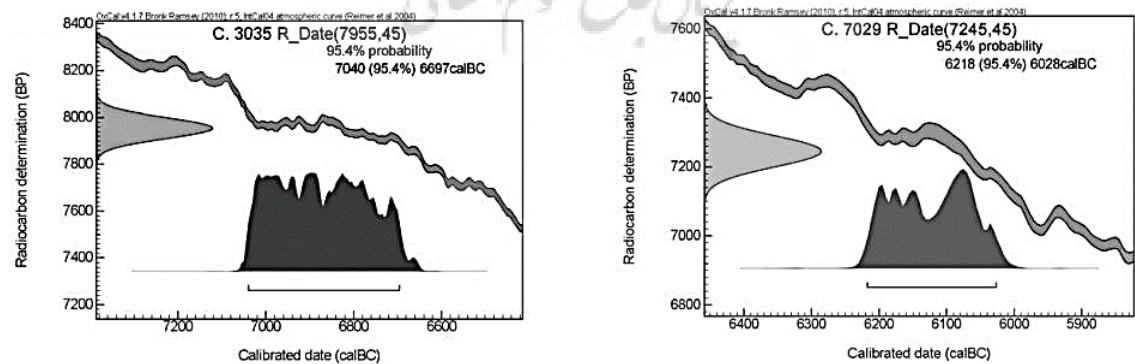 OxCal v4.1.7 Bronk Ramsey (2010); r:5, IntCal04 atmospheric curve (Reimer et al 2004)
C. 3035 R_Date(7955,45)
95.4% probability
7040 (95.4%) 6697calBC
Radiocarbon determination (BP)
8400
8200
8000
7800
7600
7400
7200
7200 7000 6800 6600
Calibrated date (calBC)
OxCal v4.1.7 Bronk Ramsey (2010); r:5, IntCal04 atmospheric curve (Reimer et al 2004)
C. 7029 R_Date(7245,45)
95.4% probability
6218 (95.4%) 6028calBC
Radiocarbon determination (BP)
7600
7400
7200
7000
6800
6400 6300 6200 6100 6000 5900
Calibrated date (calBC)